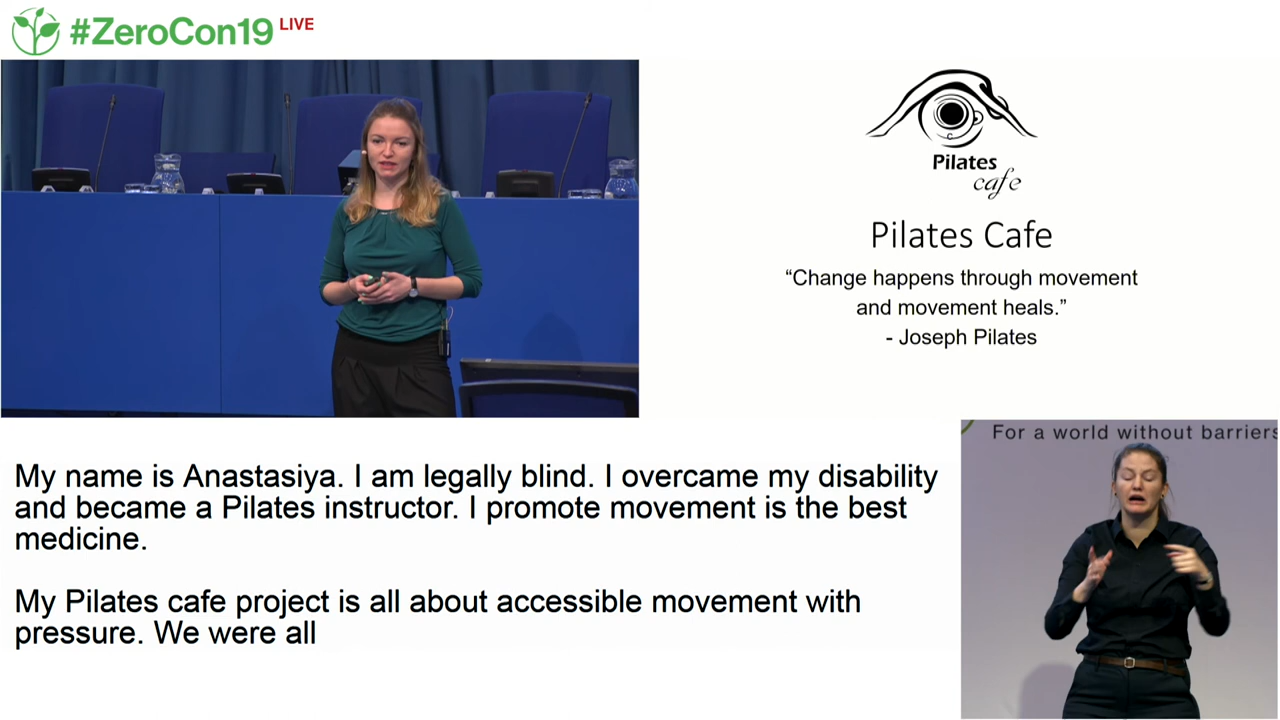 #ZeroCon19 LIVE
Pilates
cafe
Pilates Cafe
“Change happens through movement
and movement heals.”
- Joseph Pilates
For a world without barriers
My name is Anastasiya. I am legally blind. I overcame my disability
and became a Pilates instructor. I promote movement is the best
medicine.
My Pilates cafe project is all about accessible movement with
pressure. We were all